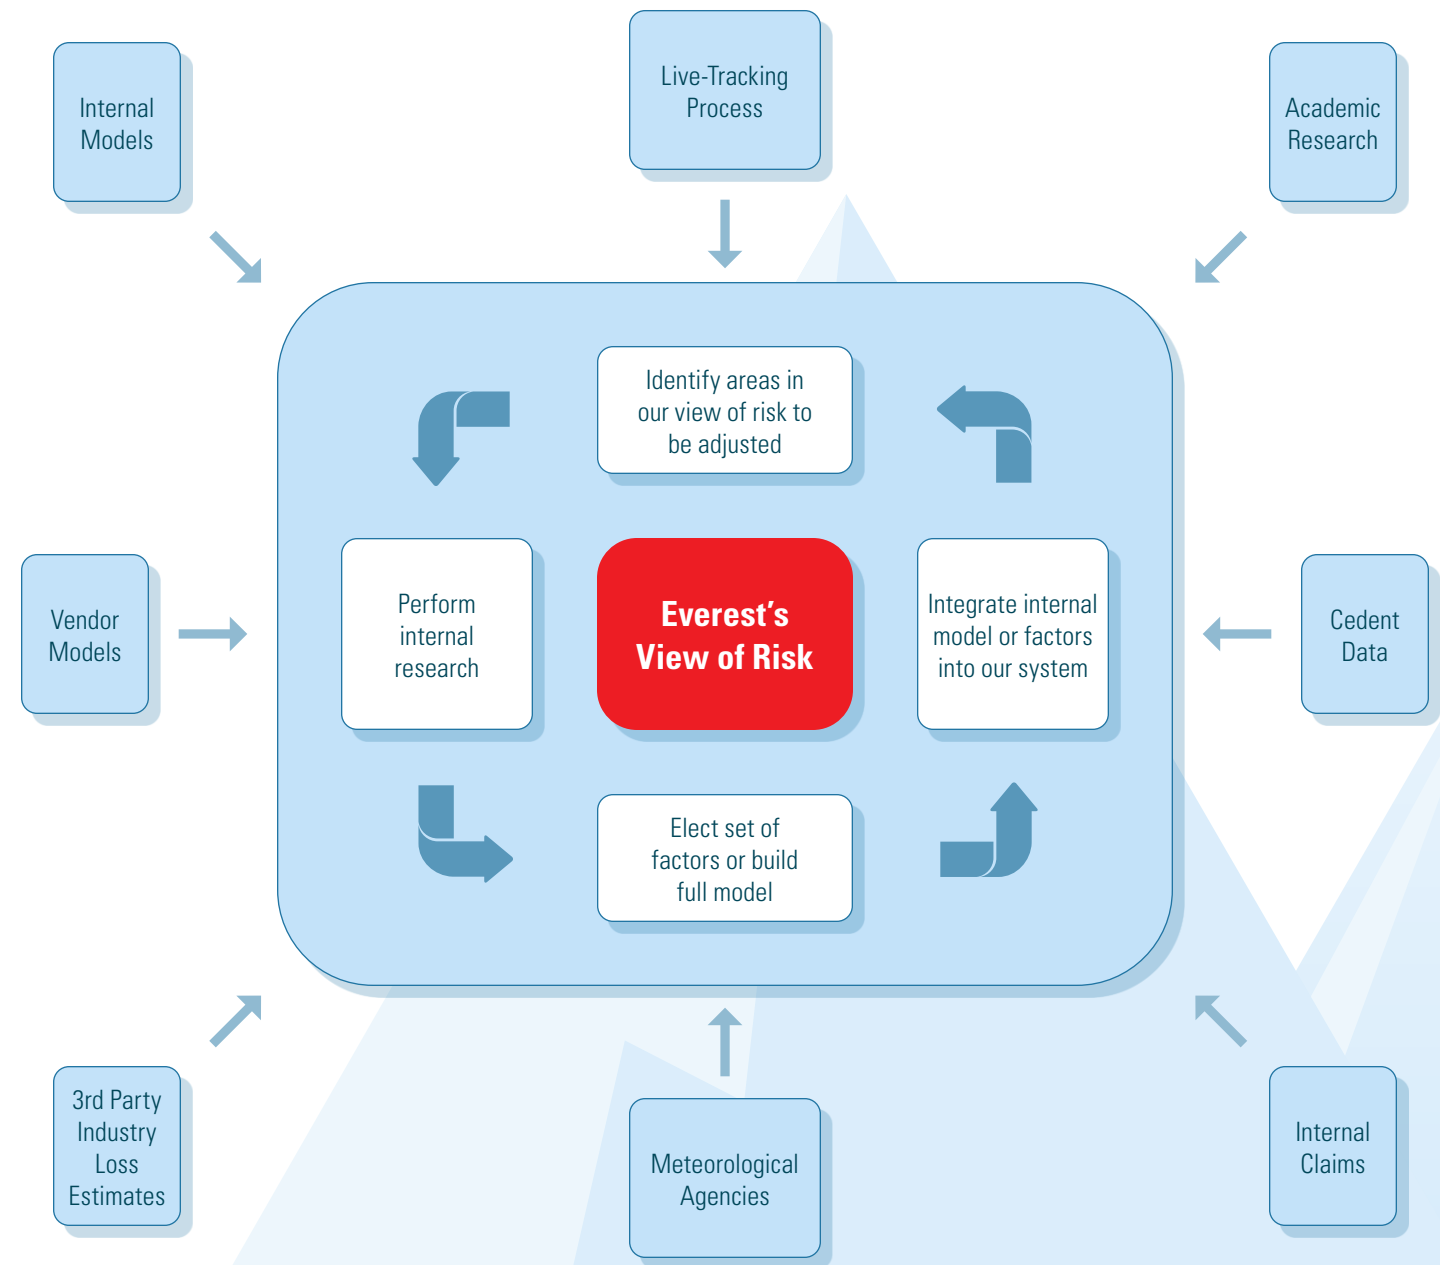 Live-Tracking
Process
Internal
Models
Academic
Research
Identify areas in
our view of risk to
be adjusted
Vendor
Models
Perform
internal
research
Everest's
View of Risk
Integrate internal
model or factors
into our system
Cedent
Data
Elect set of
factors or build
full model
3rd Party
Industry
Loss
Estimates
Meteorological
Agencies
Internal
Claims